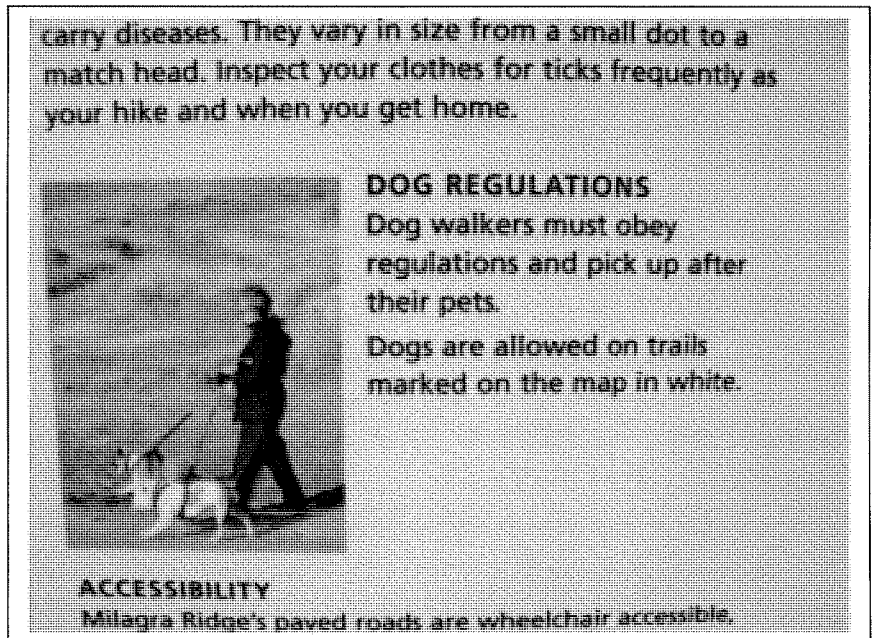 carry diseases. They vary in size from a small dot to a
match head. Inspect your clothes for ticks frequently as
your hike and when you get home.
DOG REGULATIONS
Dog walkers must obey
regulations and pick up after
their pets.
Dogs are allowed on trails
marked on the map in white.
ACCESSIBILITY
Milagra Ridge's paved roads are wheelchair accessible.